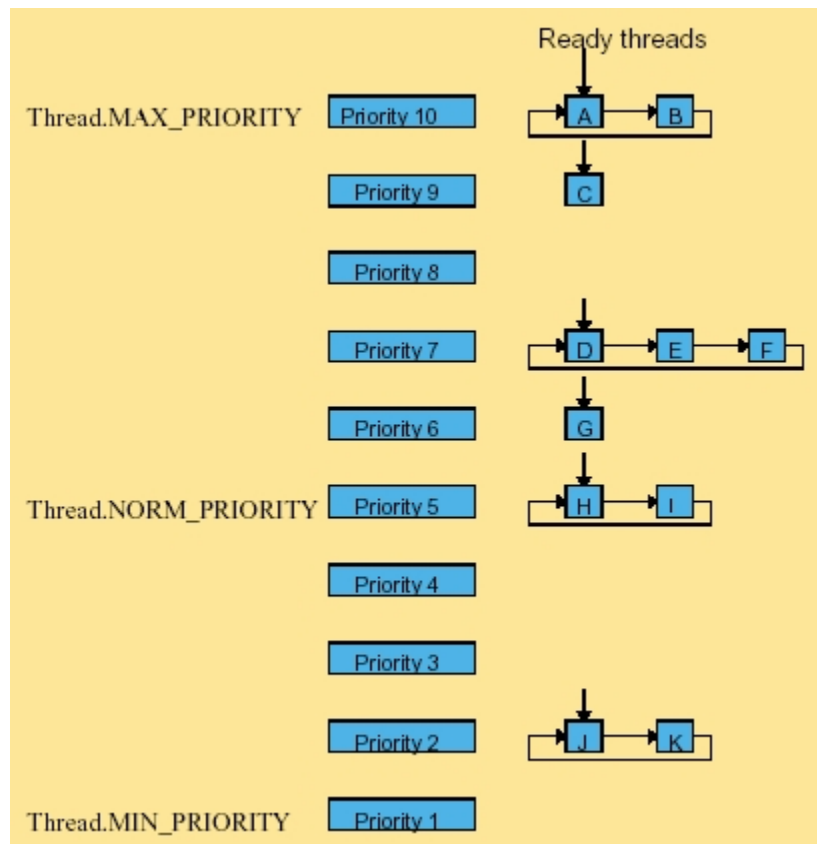 Ready threads
Thread.MAX_PRIORITY Priority 10 A B
Priority 9 C
Priority 8
Priority 7 D E F
Priority 6 G
Thread.NORM_PRIORITY Priority 5 H I
Priority 4
Priority 3
Priority 2 J K
Thread.MIN_PRIORITY Priority 1